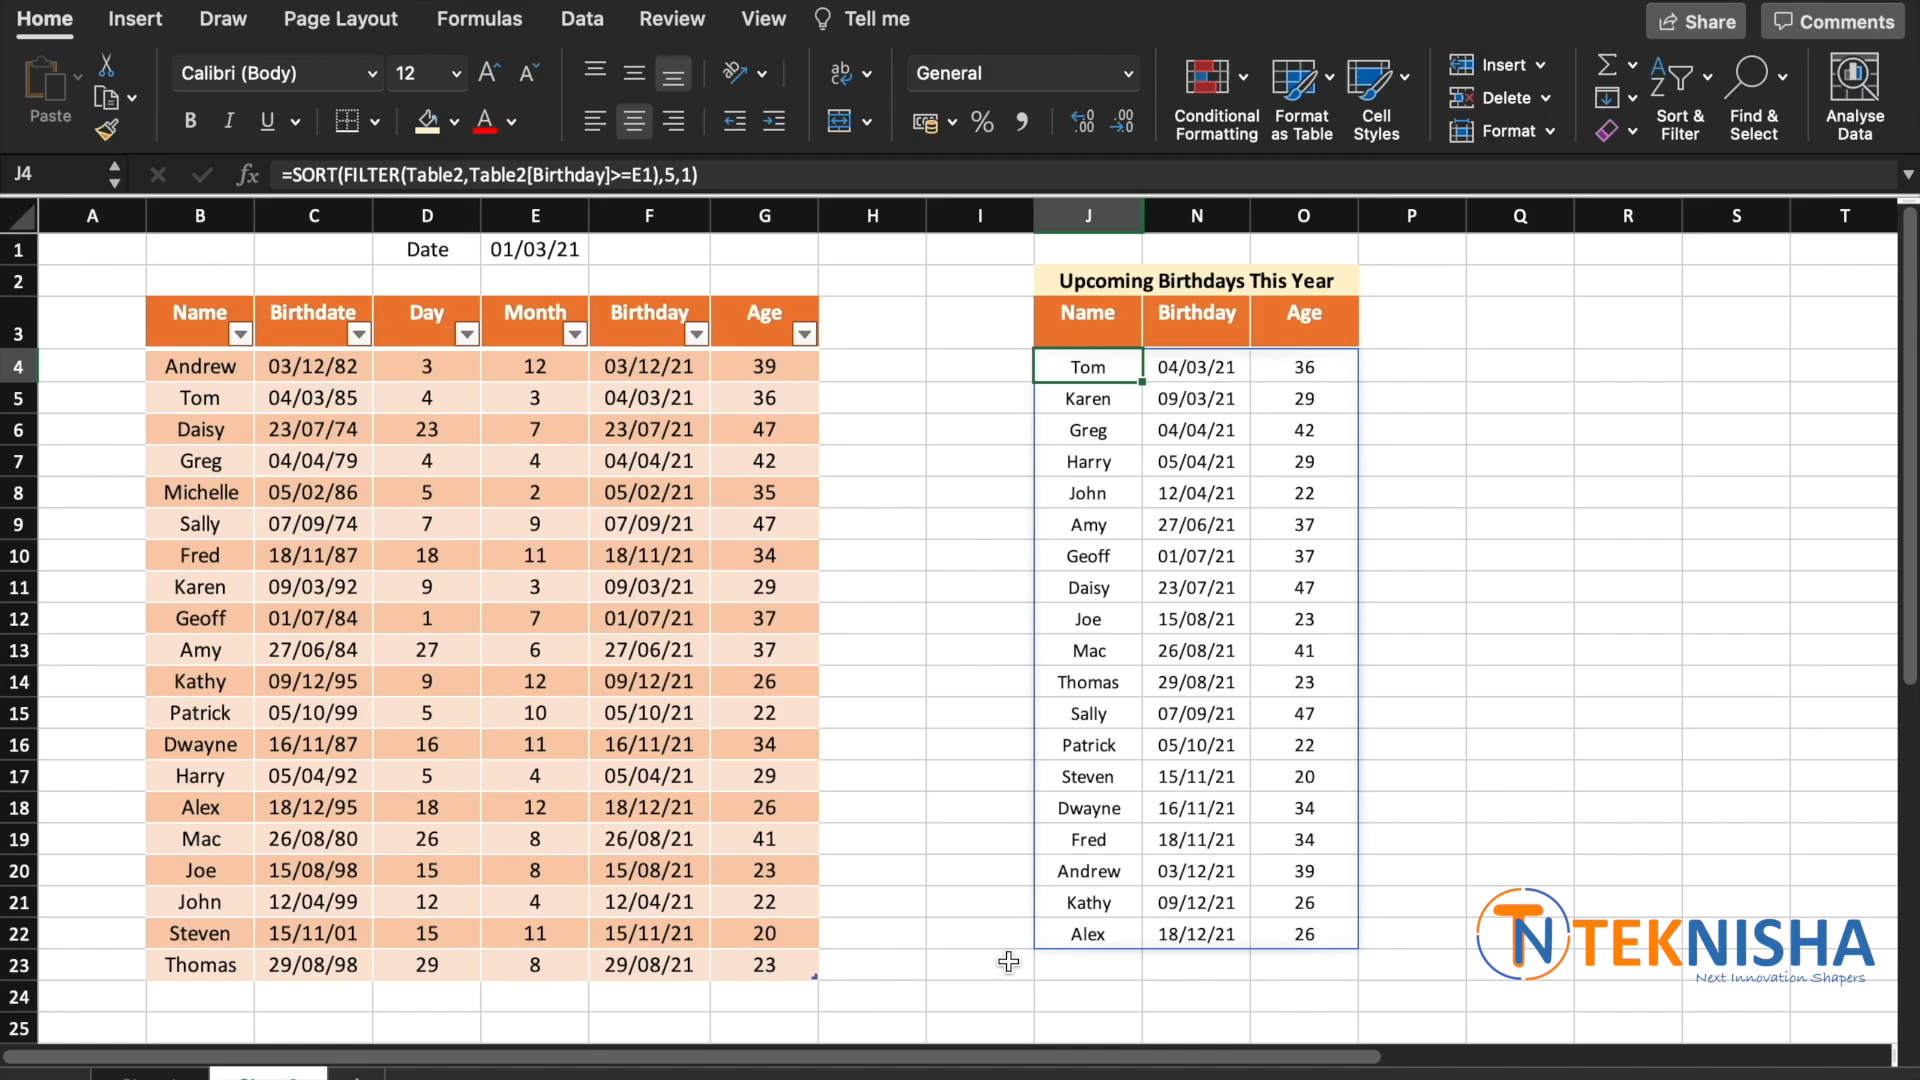 Home Insert Draw Page Layout Formulas Data Review View Tell me Share Comments
Paste Calibri (Body) 12 A A ab General Insert Delete Format
B I U A % Conditional Formatting Format as Table Cell Styles Sort & Filter Find & Select Analyse Data
J4 fx =SORT(FILTER(Table2,Table2[Birthday]>=E1),5,1)
A B C D E F G H I J N O P Q R S T
1 Date 01/03/21
2 Upcoming Birthdays This Year
3 Name Birthdate Day Month Birthday Age Name Birthday Age
4 Andrew 03/12/82 3 12 03/12/21 39 Tom 04/03/21 36
5 Tom 04/03/85 4 3 04/03/21 36 Karen 09/03/21 29
6 Daisy 23/07/74 23 7 23/07/21 47 Greg 04/04/21 42
7 Greg 04/04/79 4 4 04/04/21 42 Harry 05/04/21 29
8 Michelle 05/02/86 5 2 05/02/21 35 John 12/04/21 22
9 Sally 07/09/74 7 9 07/09/21 47 Amy 27/06/21 37
10 Fred 18/11/87 18 11 18/11/21 34 Geoff 01/07/21 37
11 Karen 09/03/92 9 3 09/03/21 29 Daisy 23/07/21 47
12 Geoff 01/07/84 1 7 01/07/21 37 Joe 15/08/21 23
13 Amy 27/06/84 27 6 27/06/21 37 Mac 26/08/21 41
14 Kathy 09/12/95 9 12 09/12/21 26 Thomas 29/08/21 23
15 Patrick 05/10/99 5 10 05/10/21 22 Sally 07/09/21 47
16 Dwayne 16/11/87 16 11 16/11/21 34 Patrick 05/10/21 22
17 Harry 05/04/92 5 4 05/04/21 29 Steven 15/11/21 20
18 Alex 18/12/95 18 12 18/12/21 26 Dwayne 16/11/21 34
19 Mac 26/08/80 26 8 26/08/21 41 Fred 18/11/21 34
20 Joe 15/08/98 15 8 15/08/21 23 Andrew 03/12/21 39
21 John 12/04/99 12 4 12/04/21 22 Kathy 09/12/21 26
22 Steven 15/11/01 15 11 15/11/21 20 Alex 18/12/21 26
23 Thomas 29/08/98 29 8 29/08/21 23
24
25
TN TEKNISHA
Next Innovation Shapers